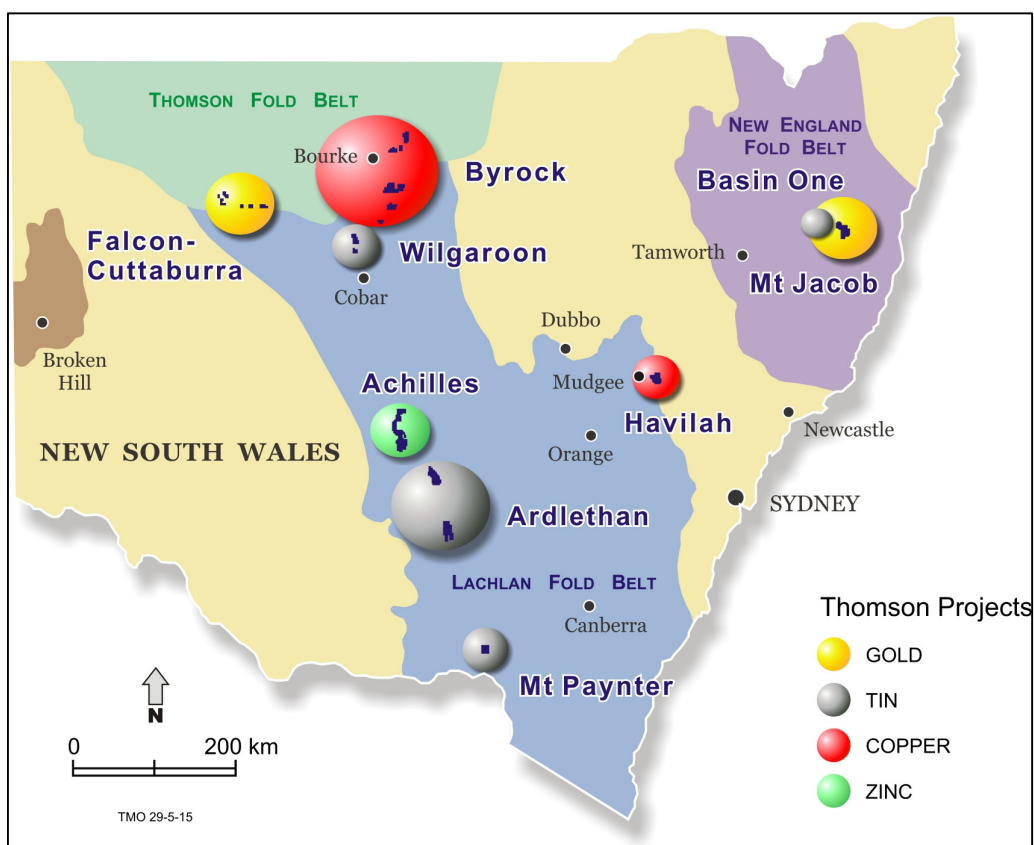 THOMSON FOLD BELT
NEW ENGLAND
FOLD BELT
Bourke
Byrock
Basin One
Falcon-
Cuttaburra
Wilgaroon
Tamworth
Mt Jacob
Cobar
Broken
Hill
Dubbo
Achilles
Mudgee
Havilah
Newcastle
NEW SOUTH WALES
Orange
Ardlethan
SYDNEY
LACHLAN FOLD BELT
Canberra
Mt Paynter
N
0 200 km
TMO 29-5-15
Thomson Projects
GOLD
TIN
COPPER
ZINC